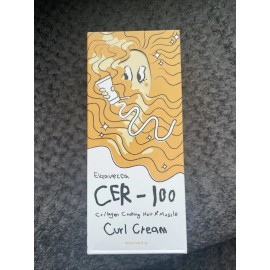 Elizavecca
CER-100
Collagen Coating Hair A+ Muscle
Curl Cream